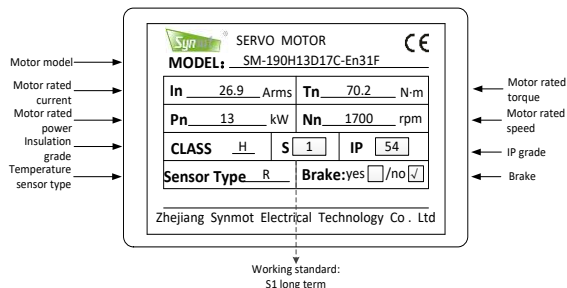 Synmot SERVO MOTOR CE
MODEL: SM-190H13D17C-En31F
In 26.9 Arms Tn 70.2 N·m
Pn 13 kW Nn 1700 rpm
CLASS H S 1 IP 54
Sensor Type R Brake:yes /no √
Zhejiang Synmot Electrical Technology Co . Ltd
Motor model
Motor rated
current
Motor rated
power
Insulation
grade
Temperature
sensor type
Motor rated
torque
Motor rated
speed
IP grade
Brake
Working standard:
S1 long term